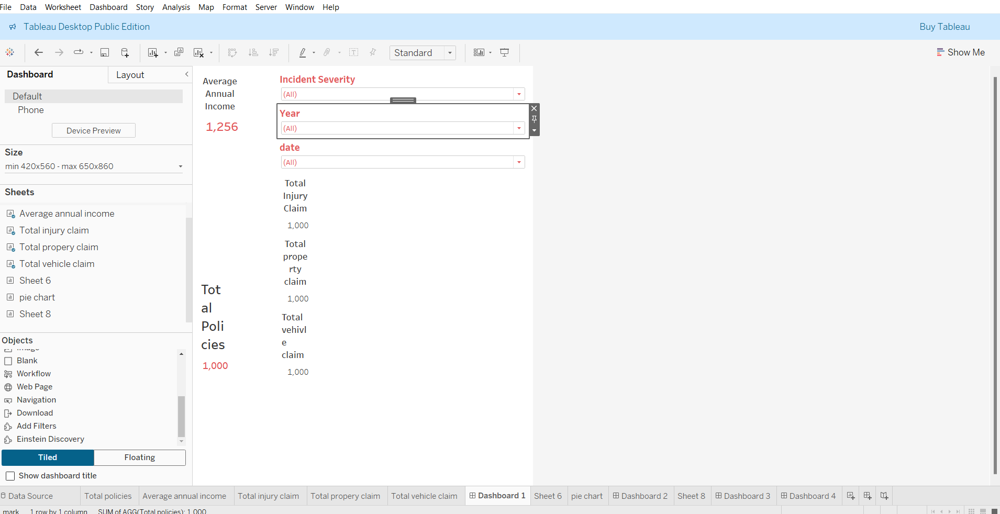 File Data Worksheet Dashboard Story Analysis Map Format Server Window Help
Tableau Desktop Public Edition
Buy Tableau
Standard
Show Me
Dashboard
Layout
Default
Phone
Device Preview
Size
min 420x560 - max 650x860
Sheets
Average annual income
Total injury claim
Total propery claim
Total vehicle claim
Sheet 6
pie chart
Sheet 8
Objects
Image
Blank
Workflow
Web Page
Navigation
Download
Add Filters
Einstein Discovery
Tiled
Floating
Show dashboard title
Average
Annual
Income
1,256
Tot
al
Poli
cies
1,000
Incident Severity
(All)
Year
(All)
date
(All)
Total
Injury
Claim
1,000
Total
prope
rty
claim
1,000
Total
vehivl
e
claim
1,000
Data Source Total policies Average annual income Total injury claim Total propery claim Total vehicle claim Dashboard 1 Sheet 6 pie chart Dashboard 2 Sheet 8 Dashboard 3 Dashboard 4
mark 1 row by 1 column SUM of AGG(Total policies): 1,000